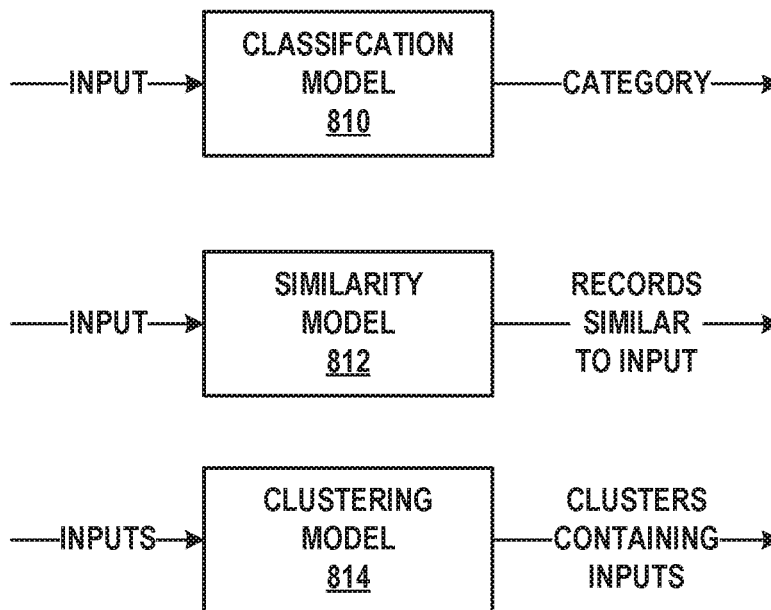 INPUT
CLASSIFCATION
MODEL
810
CATEGORY
INPUT
SIMILARITY
MODEL
812
RECORDS
SIMILAR
TO INPUT
INPUTS
CLUSTERING
MODEL
814
CLUSTERS
CONTAINING
INPUTS